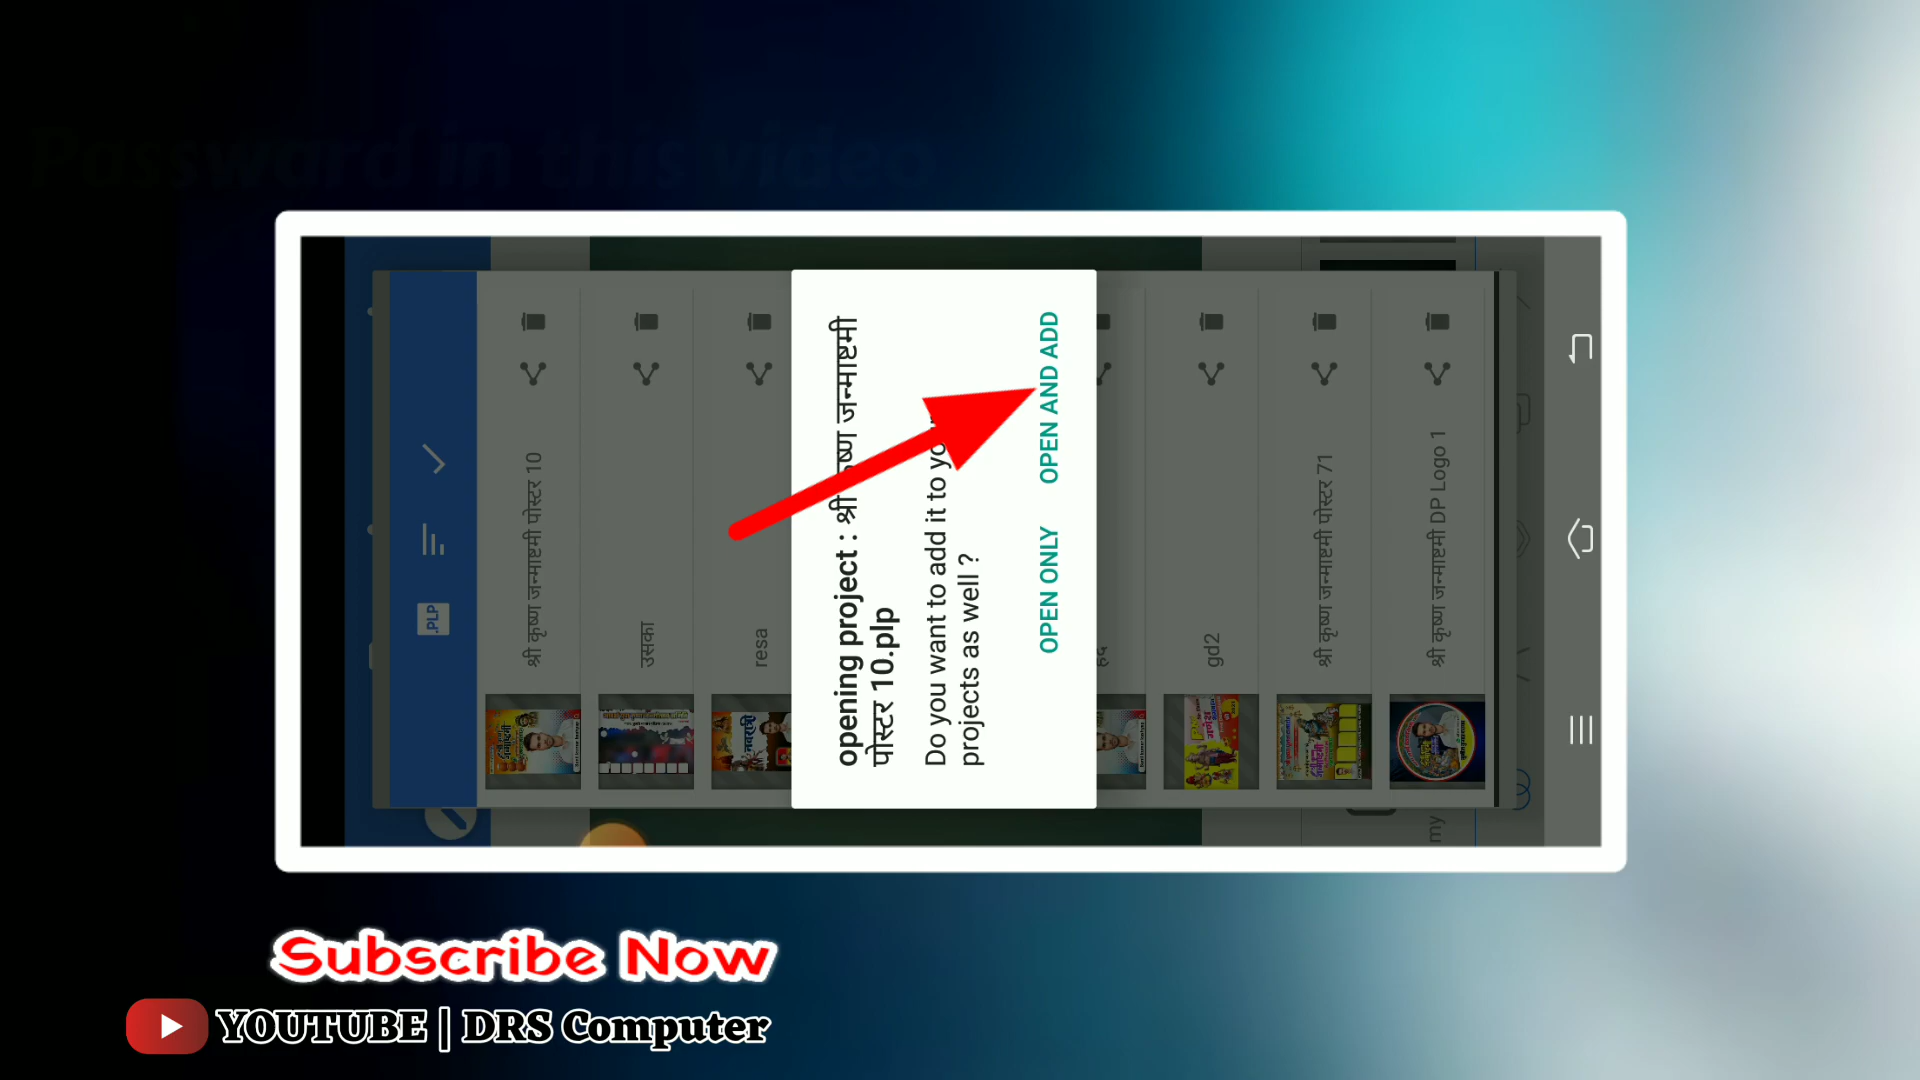 Password in this video
.PLP
श्री कृष्ण जन्माष्टमी पोस्टर 10
उसका
resa
opening project : श्री कृष्ण जन्माष्टमी
पोस्टर 10.plp
Do you want to add it to
projects as well ?
OPEN ONLY OPEN AND ADD
gd2
श्री कृष्ण जन्माष्टमी पोस्टर 71
श्री कृष्ण जन्माष्टमी DP Logo 1
my
Subscribe Now
YOUTUBE | DRS Computer